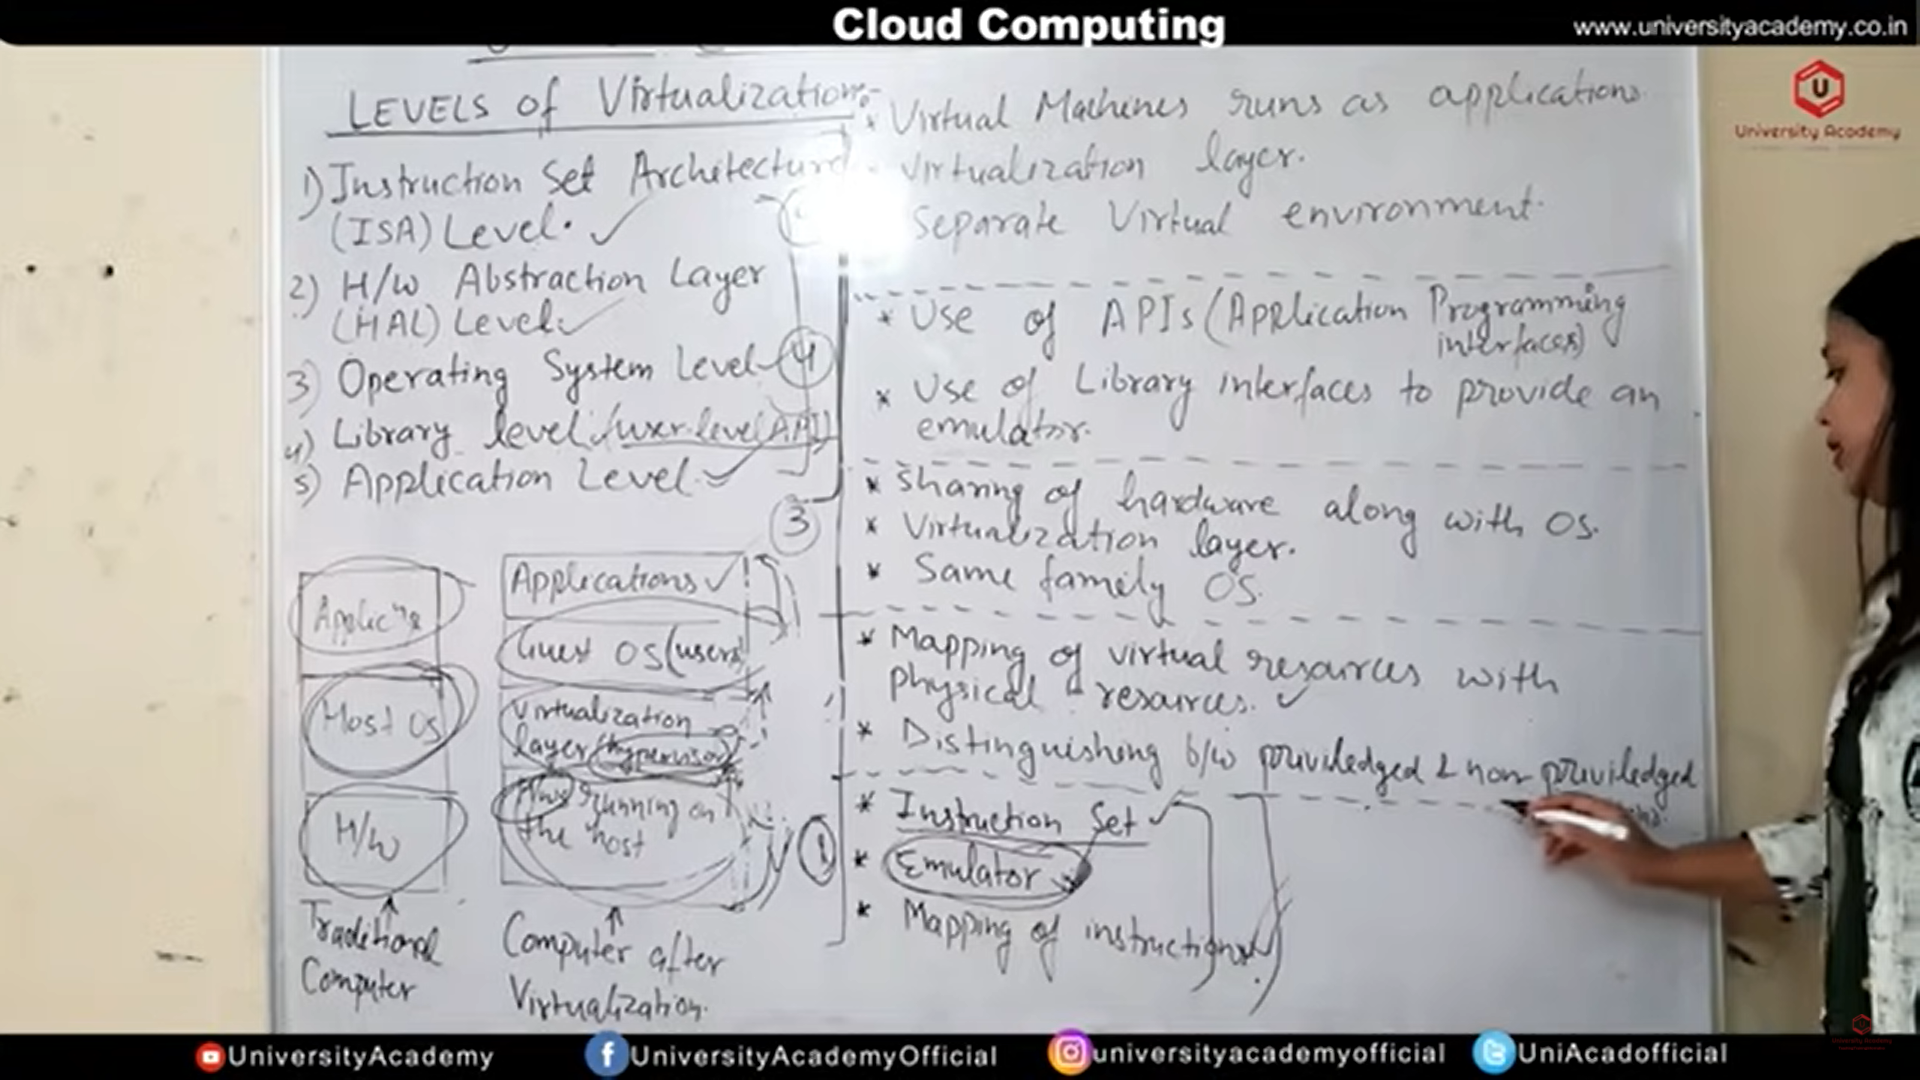 Cloud Computing
www.universityacademy.co.in
U
University Academy
LEVELS of Virtualization:-
1) Instruction Set Architecture
(ISA) Level. ✓
2) H/w Abstraction Layer
(HAL) Level ✓
3) Operating System Level
4) Library level /user level API)
5) Application Level ✓
4
3
1
* Virtual Machines runs as applications
Virtualization layer.
Separate Virtual environment.
* Use of APIs (Application Programming
interfaces)
* Use of Library interfaces to provide an
emulator.
* Sharing of hardware along with OS.
* Virtualization layer.
* Same family OS.
* Mapping of virtual resources with
physical resources. ✓
* Distinguishing b/w priviledged & non priviledged
* Instruction Set ✓
* Emulator
* Mapping of instructions
Host OS
H/w
Traditional
Computer
Applications ✓
Guest OS (users)
Virtualization
layer (hypervisor)
H/w running on
the host
Computer after
Virtualization.
UniversityAcademy
UniversityAcademyOfficial
universityacademyofficial
UniAcadofficial